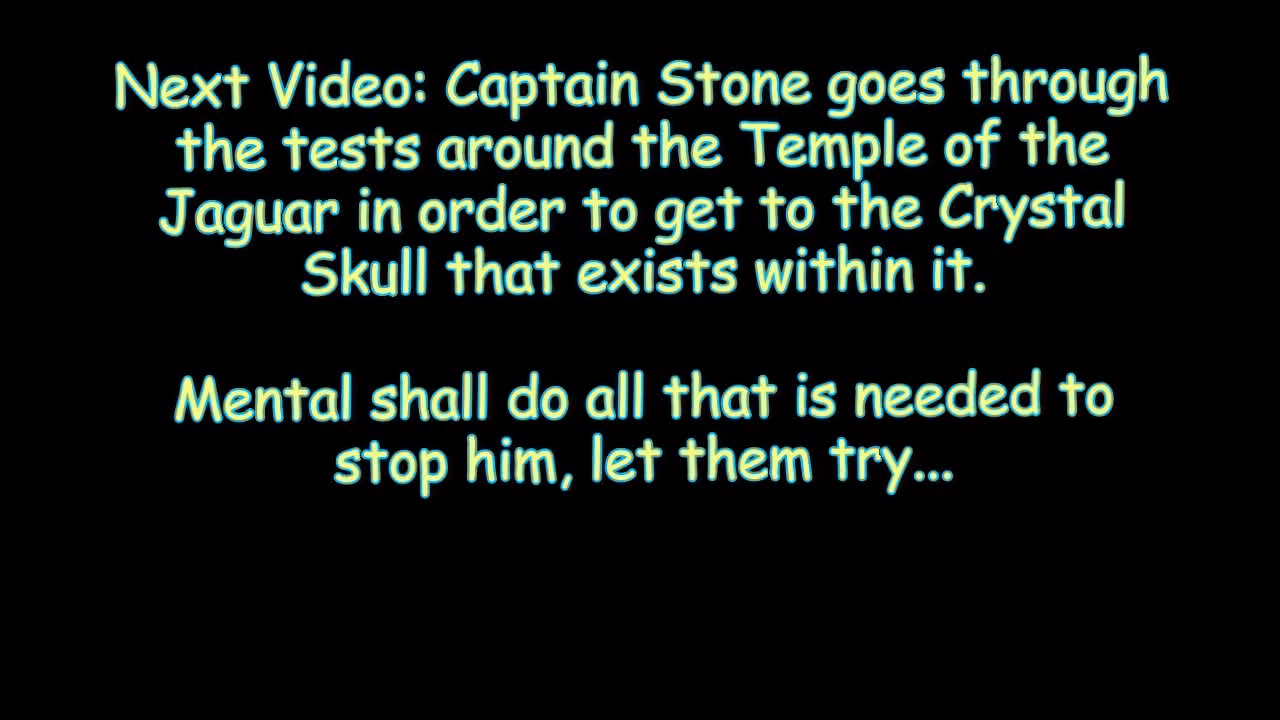 Next Video: Captain Stone goes through
the tests around the Temple of the
Jaguar in order to get to the Crystal
Skull that exists within it.
Mental shall do all that is needed to
stop him, let them try...